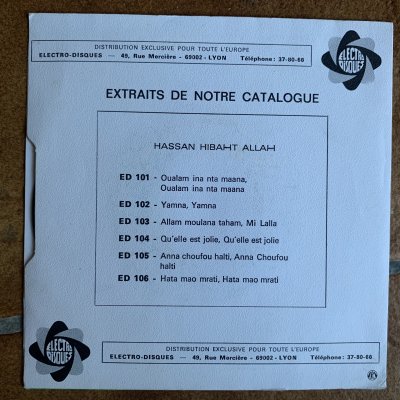 DISTRIBUTION EXCLUSIVE POUR TOUTE L'EUROPE
ELECTRO-DISQUES — 49, Rue Mercière - 69002 - LYON Téléphone : 37-80-66
ELECTRO
DISQUES
EXTRAITS DE NOTRE CATALOGUE
HASSAN HIBAHT ALLAH
ED 101 - Oualam ina nta maana,
Oualam ina nta maana
ED 102 - Yamna, Yamna
ED 103 - Allam moulana taham, Mi Lalla
ED 104 - Qu'elle est jolie, Qu'elle est jolie
ED 105 - Anna choufou halti, Anna Choufou
halti
ED 106 - Hata mao mrati, Hata mao mrati
ELECTRO
DISQUES
DISTRIBUTION EXCLUSIVE POUR TOUTE L'EUROPE
ELECTRO-DISQUES — 49, Rue Mercière - 69002 - LYON Téléphone : 37-80-66